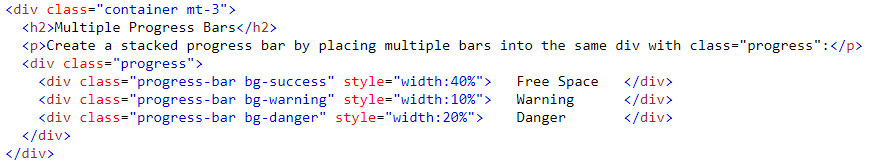 <div class="container mt-3">
  <h2>Multiple Progress Bars</h2>
  <p>Create a stacked progress bar by placing multiple bars into the same div with class="progress":</p>
  <div class="progress">
    <div class="progress-bar bg-success" style="width:40%">   Free Space   </div>
    <div class="progress-bar bg-warning" style="width:10%">   Warning      </div>
    <div class="progress-bar bg-danger" style="width:20%">    Danger       </div>
  </div>
</div>